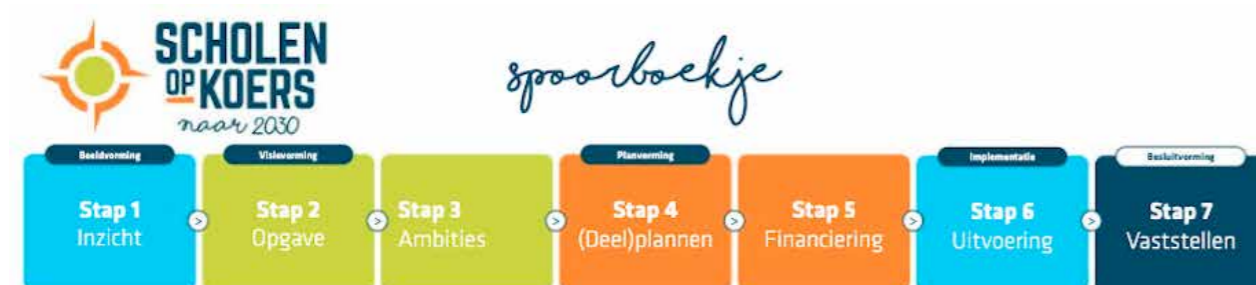 SCHOLEN
OP KOERS
naar 2030
spoorboekje
Beeldvorming
Visievorming
Planvorming
Implementatie
Besluitvorming
Stap 1
Inzicht
>
Stap 2
Opgave
>
Stap 3
Ambities
>
Stap 4
(Deel)plannen
>
Stap 5
Financiering
>
Stap 6
Uitvoering
>
Stap 7
Vaststellen